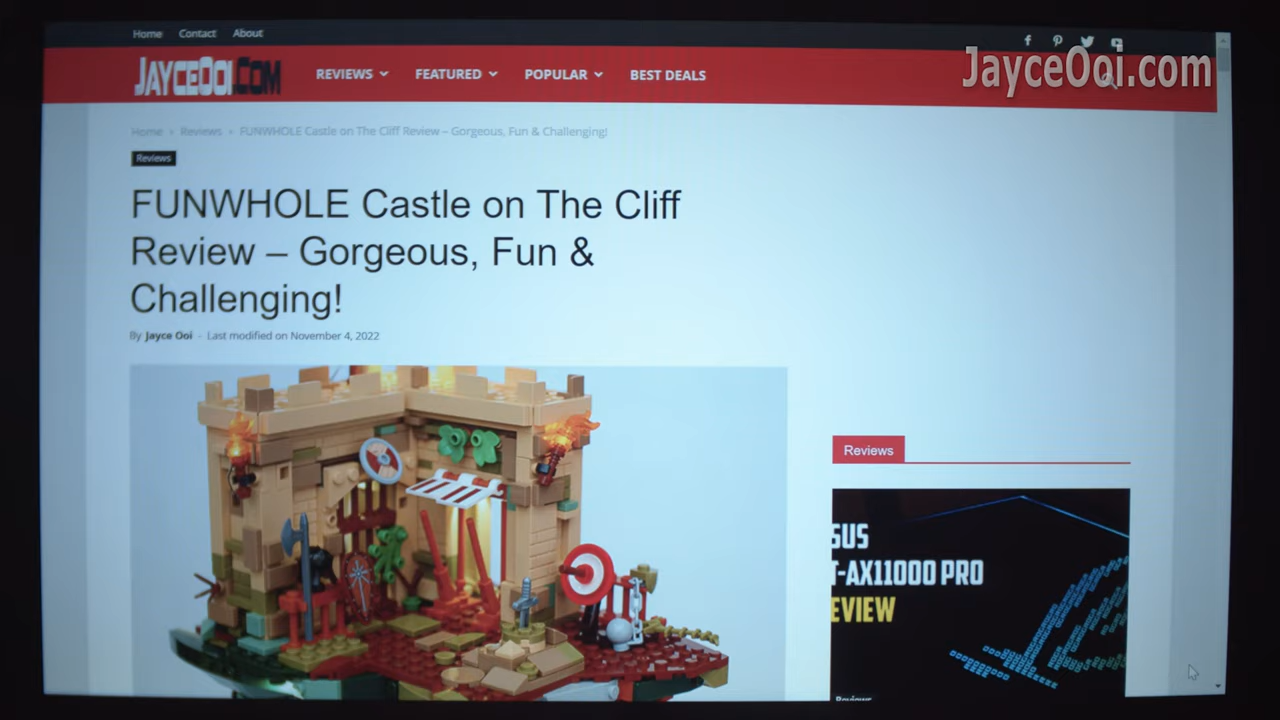 Home Contact About
JayceOoi.Com
JAYCEOOI.COM REVIEWS FEATURED POPULAR BEST DEALS
Home › Reviews › FUNWHOLE Castle on The Cliff Review – Gorgeous, Fun & Challenging!
Reviews
FUNWHOLE Castle on The Cliff
Review – Gorgeous, Fun &
Challenging!
By Jayce Ooi - Last modified on November 4, 2022
Reviews
SUS
T-AX11000 PRO
EVIEW
Reviews